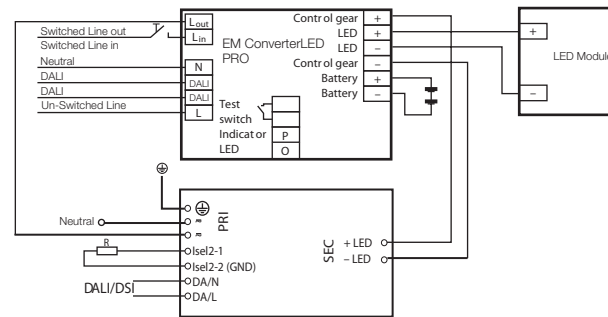 Switched Line out
Switched Line in
Neutral
DALI
DALI
Un-Switched Line
Lout
Lin
N
DALI
DALI
L
EM ConverterLED
PRO
Test
switch
Indicator
LED
P
O
Control gear +
LED +
LED –
Control gear –
Battery +
Battery –
+
–
LED Module
Neutral
R
DALI/DSI
PRI
≈
≈
Isel2-1
Isel2-2 (GND)
DA/N
DA/L
SEC
+ LED
– LED